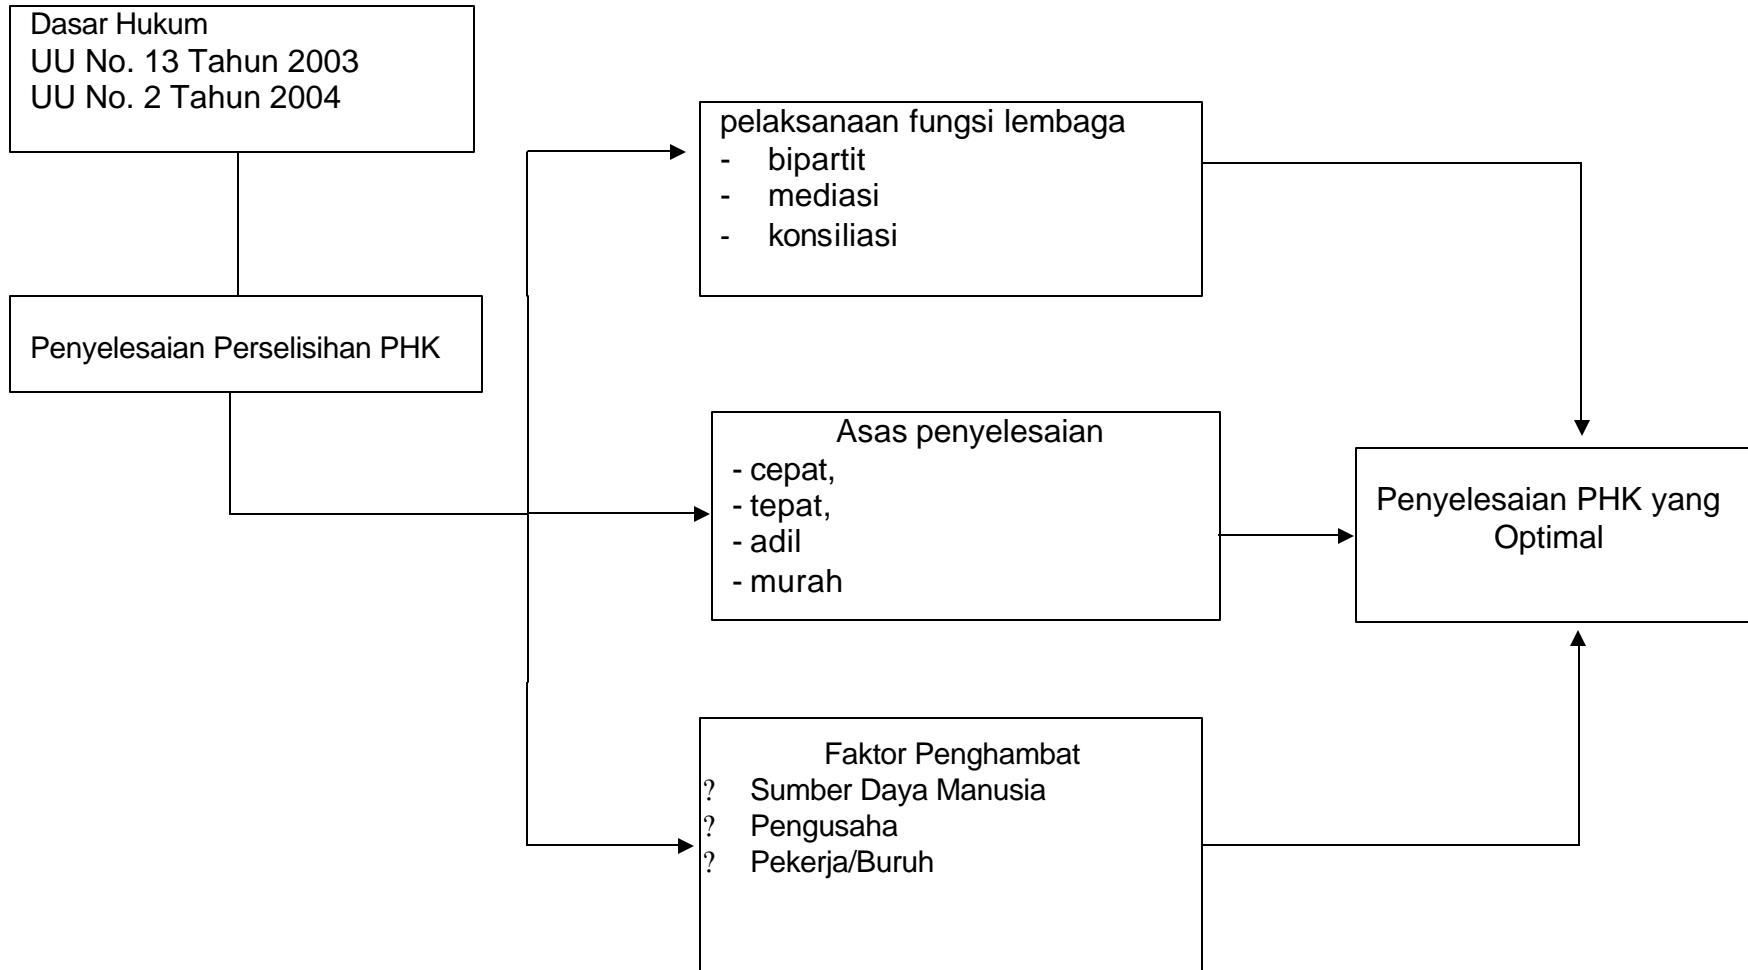 Dasar Hukum
UU No. 13 Tahun 2003
UU No. 2 Tahun 2004
Penyelesaian Perselisihan PHK
pelaksanaan fungsi lembaga
- bipartit
- mediasi
- konsiliasi
Asas penyelesaian
- cepat,
- tepat,
- adil
- murah
Faktor Penghambat
? Sumber Daya Manusia
? Pengusaha
? Pekerja/Buruh
Penyelesaian PHK yang
Optimal